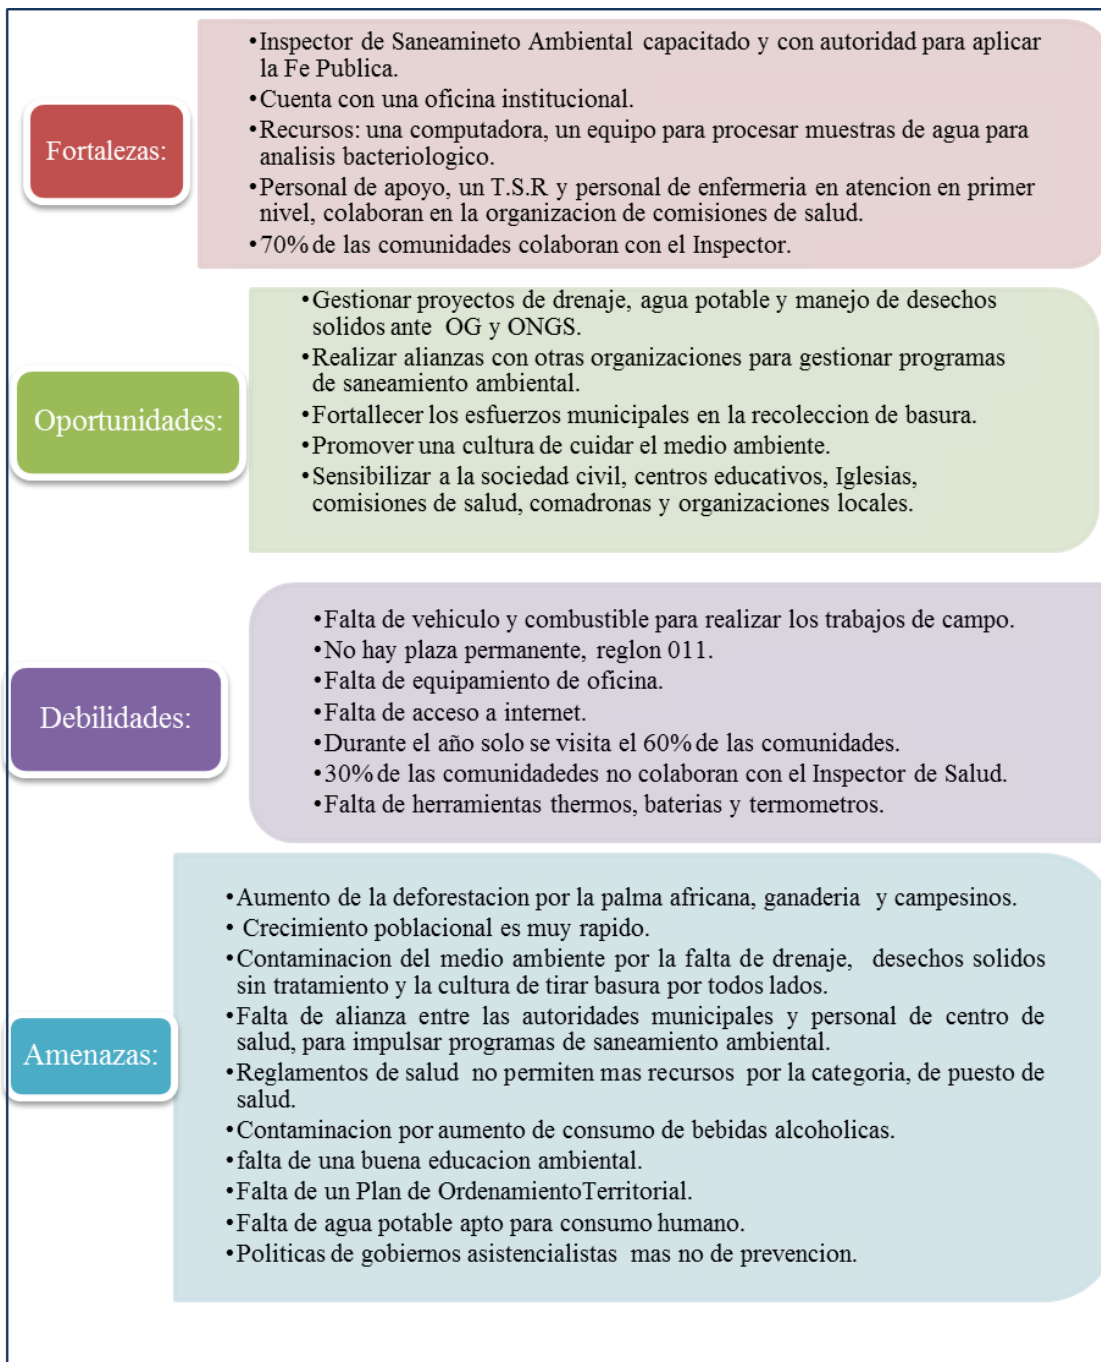 Fortalezas:
•Inspector de Saneamineto Ambiental capacitado y con autoridad para aplicar
la Fe Publica.
•Cuenta con una oficina institucional.
•Recursos: una computadora, un equipo para procesar muestras de agua para
analisis bacteriologico.
•Personal de apoyo, un T.S.R y personal de enfermeria en atencion en primer
nivel, colaboran en la organizacion de comisiones de salud.
•70% de las comunidades colaboran con el Inspector.
Oportunidades:
•Gestionar proyectos de drenaje, agua potable y manejo de desechos
solidos ante OG y ONGS.
•Realizar alianzas con otras organizaciones para gestionar programas
de saneamiento ambiental.
•Fortallecer los esfuerzos municipales en la recoleccion de basura.
•Promover una cultura de cuidar el medio ambiente.
•Sensibilizar a la sociedad civil, centros educativos, Iglesias,
comisiones de salud, comadronas y organizaciones locales.
Debilidades:
•Falta de vehiculo y combustible para realizar los trabajos de campo.
•No hay plaza permanente, reglon 011.
•Falta de equipamiento de oficina.
•Falta de acceso a internet.
•Durante el año solo se visita el 60% de las comunidades.
•30% de las comunidadedes no colaboran con el Inspector de Salud.
•Falta de herramientas thermos, baterias y termometros.
Amenazas:
•Aumento de la deforestacion por la palma africana, ganaderia y campesinos.
• Crecimiento poblacional es muy rapido.
•Contaminacion del medio ambiente por la falta de drenaje, desechos solidos
sin tratamiento y la cultura de tirar basura por todos lados.
•Falta de alianza entre las autoridades municipales y personal de centro de
salud, para impulsar programas de saneamiento ambiental.
•Reglamentos de salud no permiten mas recursos por la categoria, de puesto de
salud.
•Contaminacion por aumento de consumo de bebidas alcoholicas.
•falta de una buena educacion ambiental.
•Falta de un Plan de OrdenamientoTerritorial.
•Falta de agua potable apto para consumo humano.
•Politicas de gobiernos asistencialistas mas no de prevencion.